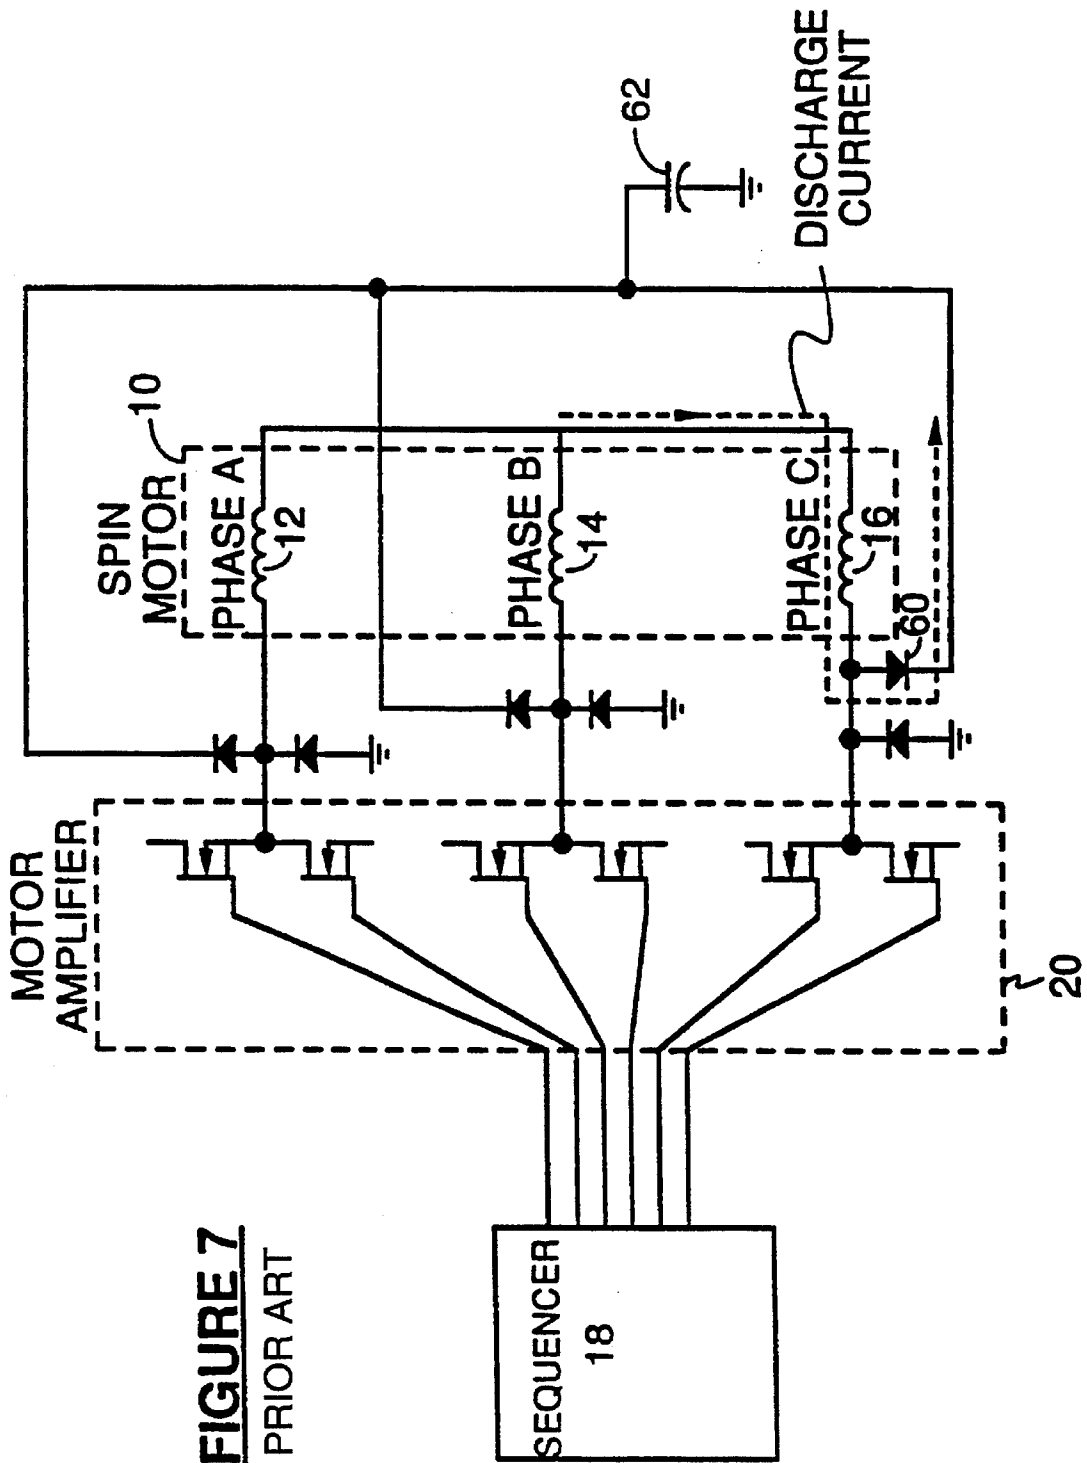 FIGURE 7
PRIOR ART
MOTOR
AMPLIFIER
SPIN
MOTOR
10
PHASE A
12
PHASE B
14
PHASE C
16
60
62
DISCHARGE
CURRENT
SEQUENCER
18
20